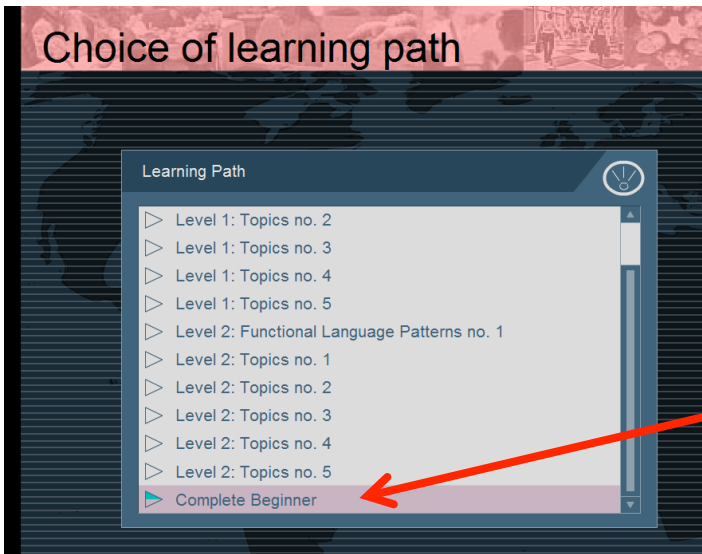 Choice of learning path
Learning Path
Level 1: Topics no. 2
Level 1: Topics no. 3
Level 1: Topics no. 4
Level 1: Topics no. 5
Level 2: Functional Language Patterns no. 1
Level 2: Topics no. 1
Level 2: Topics no. 2
Level 2: Topics no. 3
Level 2: Topics no. 4
Level 2: Topics no. 5
Complete Beginner